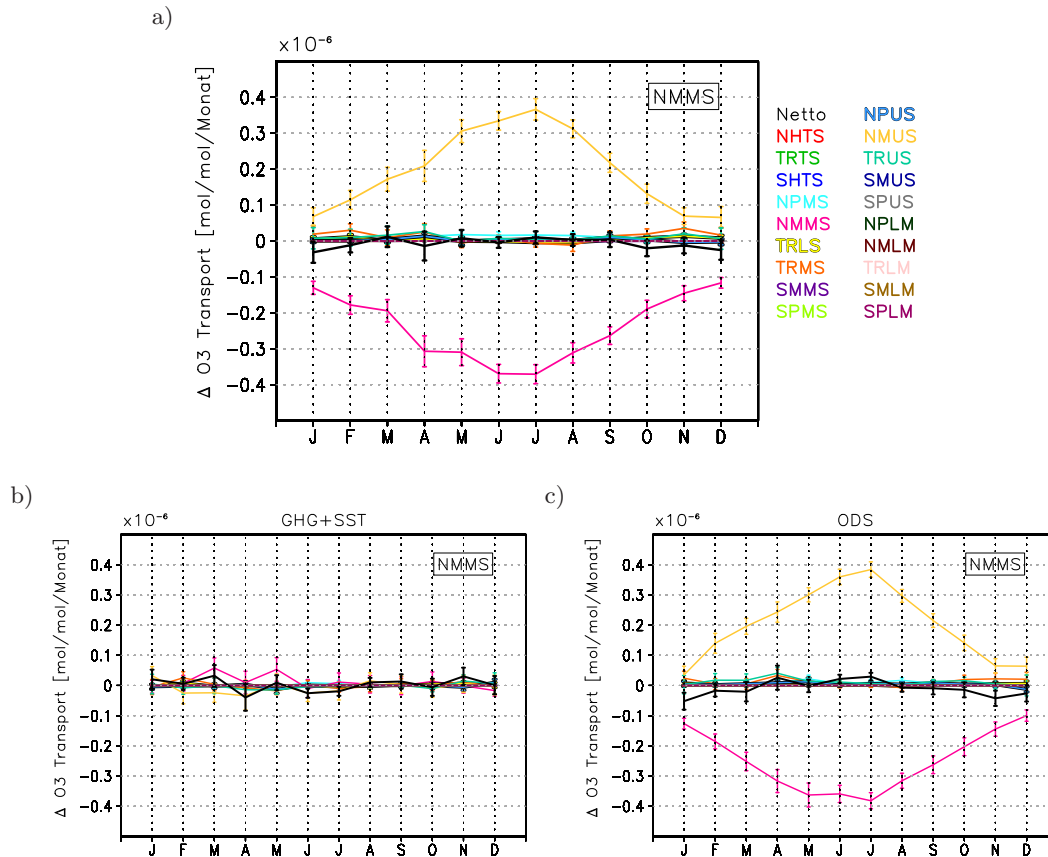 a)
×10⁻⁶
Δ O3 Transport [mol/mol/Monat]
NMMS
0.4
0.3
0.2
0.1
0
−0.1
−0.2
−0.3
−0.4
J F M A M J J A S O N D
Netto NPUS
NHTS NMUS
TRTS TRUS
SHTS SMUS
NPMS SPUS
NMMS NPLM
TRLS NMLM
TRMS TRLM
SMMS SMLM
SPMS SPLM
b)
×10⁻⁶
GHG+SST
Δ O3 Transport [mol/mol/Monat]
NMMS
0.4
0.3
0.2
0.1
0
−0.1
−0.2
−0.3
−0.4
J F M A M J J A S O N D
c)
×10⁻⁶
ODS
Δ O3 Transport [mol/mol/Monat]
NMMS
0.4
0.3
0.2
0.1
0
−0.1
−0.2
−0.3
−0.4
J F M A M J J A S O N D